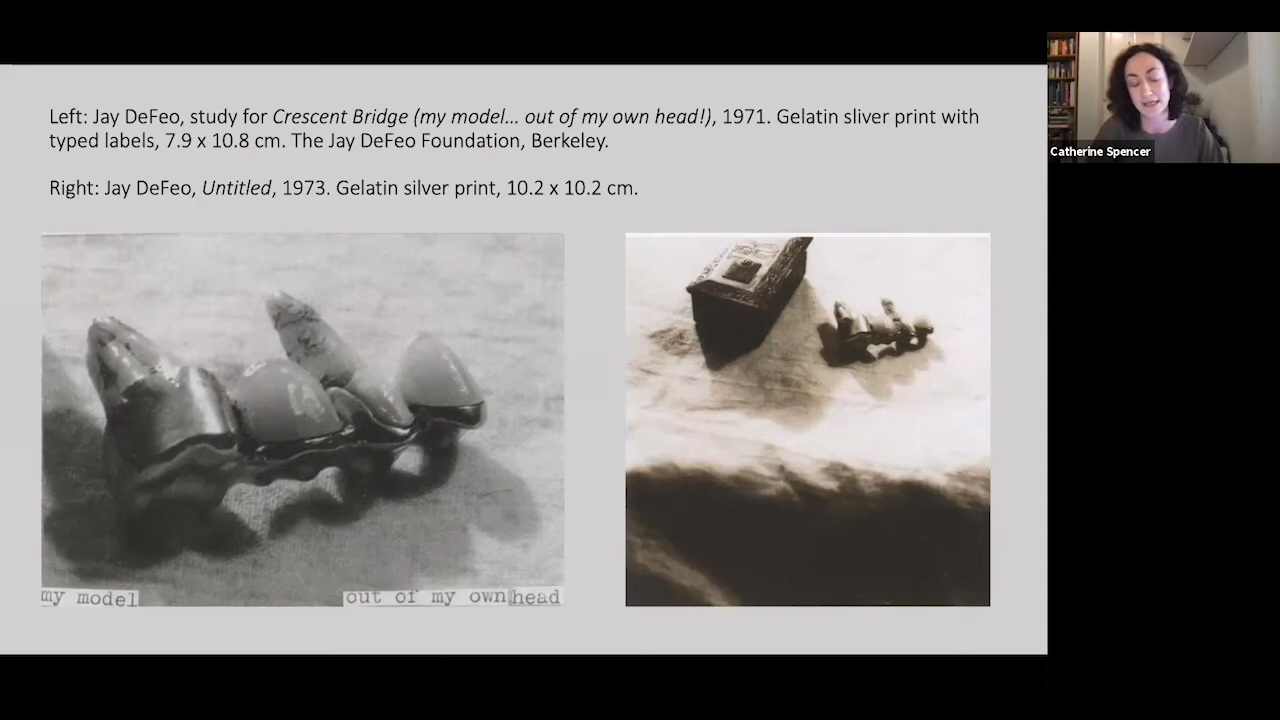 Left: Jay DeFeo, study for Crescent Bridge (my model... out of my own head!), 1971. Gelatin sliver print with
typed labels, 7.9 x 10.8 cm. The Jay DeFeo Foundation, Berkeley.
Right: Jay DeFeo, Untitled, 1973. Gelatin silver print, 10.2 x 10.2 cm.
Catherine Spencer
my model
out of my own head